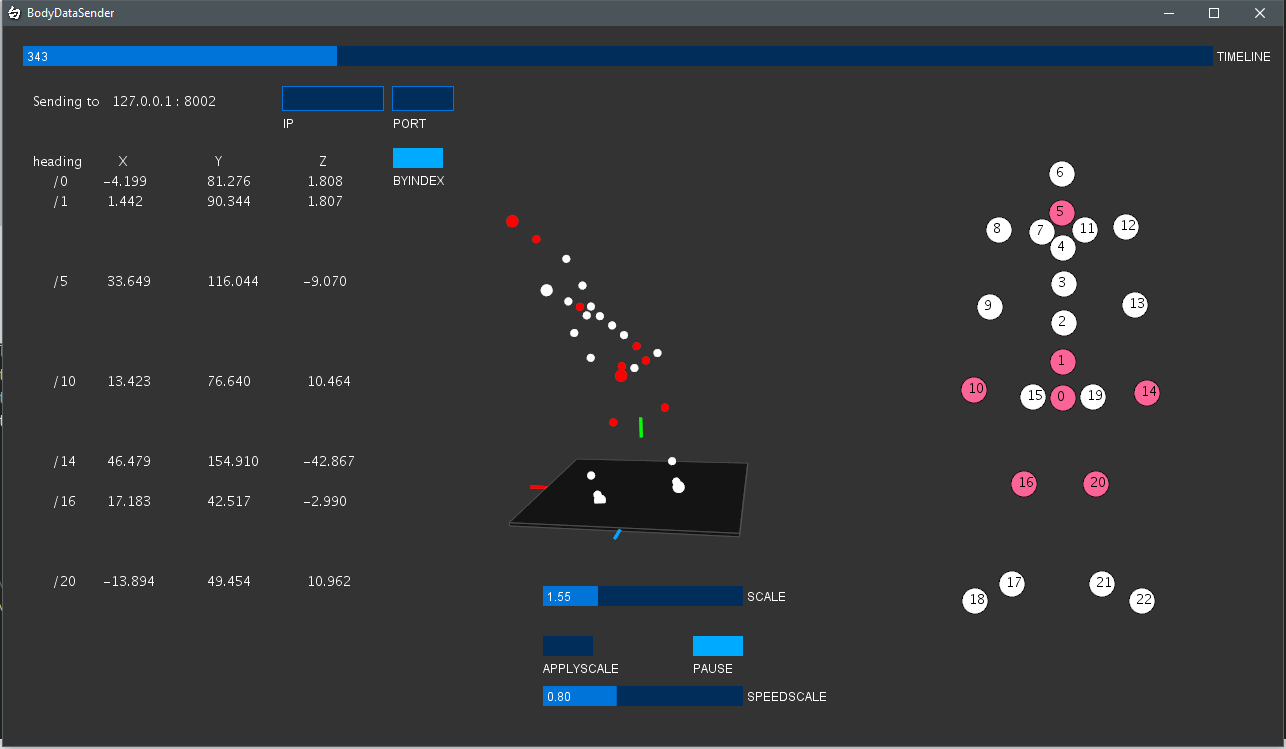 BodyDataSender
343
TIMELINE
Sending to 127.0.0.1 : 8002
IP
PORT
BYINDEX
heading X Y Z
/0 −4.199 81.276 1.808
/1 1.442 90.344 1.807
/5 33.649 116.044 −9.070
/10 13.423 76.640 10.464
/14 46.479 154.910 −42.867
/16 17.183 42.517 −2.990
/20 −13.894 49.454 10.962
6
5
8 7 11 12
4
3
9 13
2
1
10 15 0 19 14
16 20
17 21
18 22
1.55 SCALE
APPLYSCALE PAUSE
0.80 SPEEDSCALE